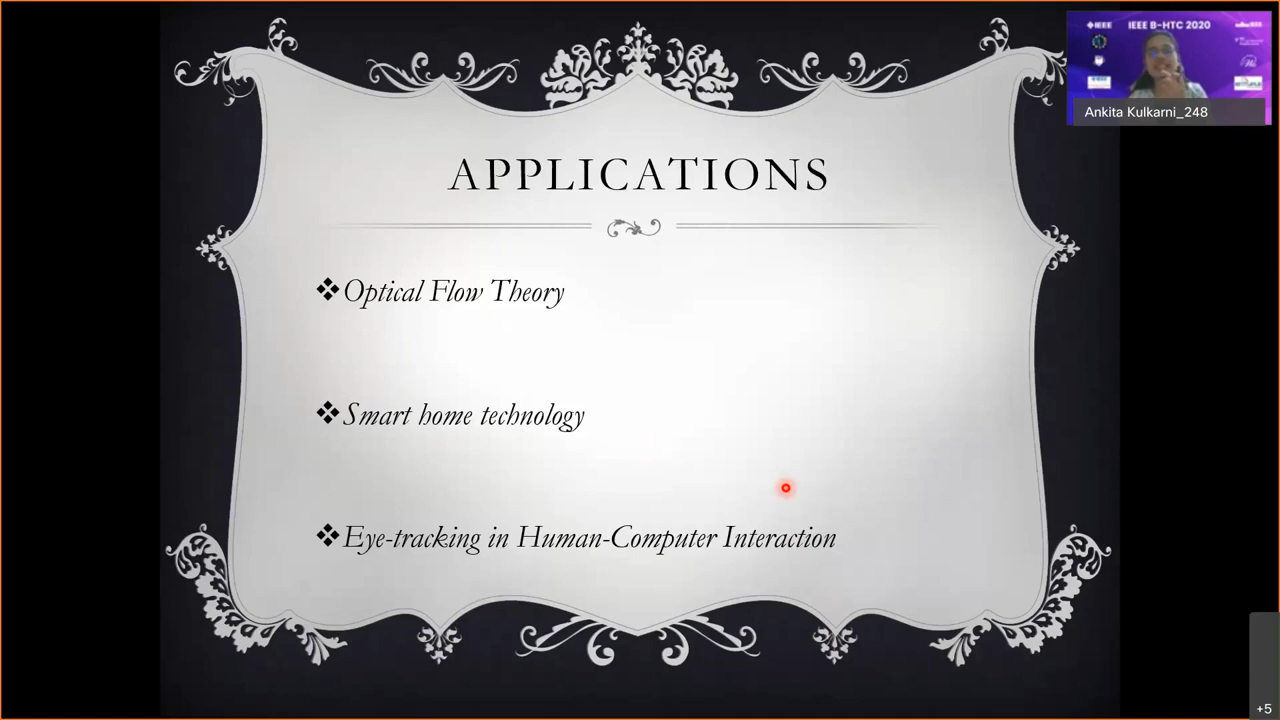 IEEE
IEEE B-HTC 2020
Ankita Kulkarni_248
APPLICATIONS
❖Optical Flow Theory
❖Smart home technology
❖Eye-tracking in Human-Computer Interaction
+5